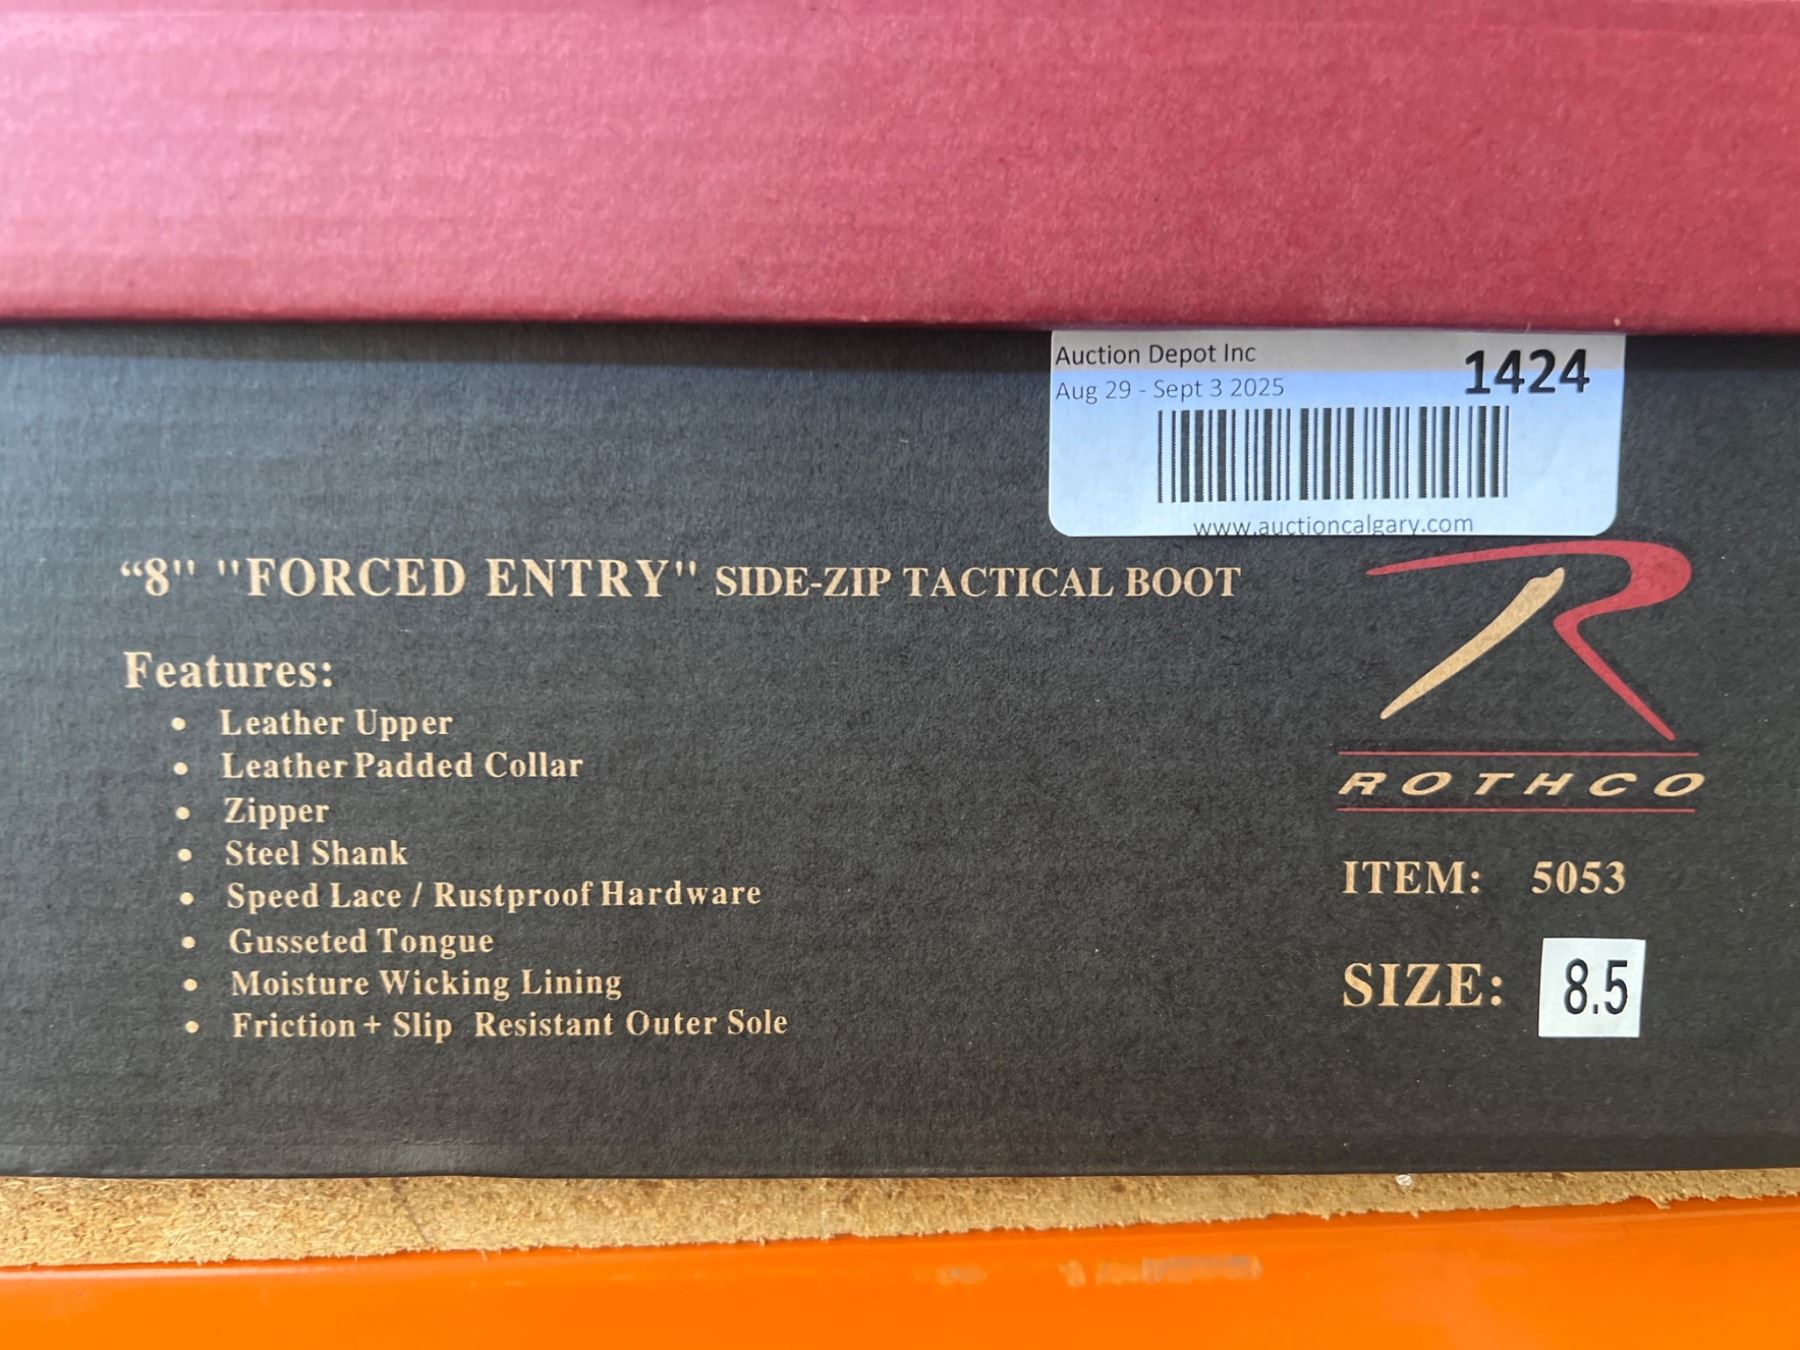 Auction Depot Inc
1424
Aug 29 - Sept 3 2025
www.auctioncalgary.com
“8" "FORCED ENTRY" SIDE-ZIP TACTICAL BOOT
Features:
• Leather Upper
• Leather Padded Collar
• Zipper
• Steel Shank
• Speed Lace / Rustproof Hardware
• Gusseted Tongue
• Moisture Wicking Lining
• Friction + Slip Resistant Outer Sole
R
ROTHCO
ITEM: 5053
SIZE: 8.5